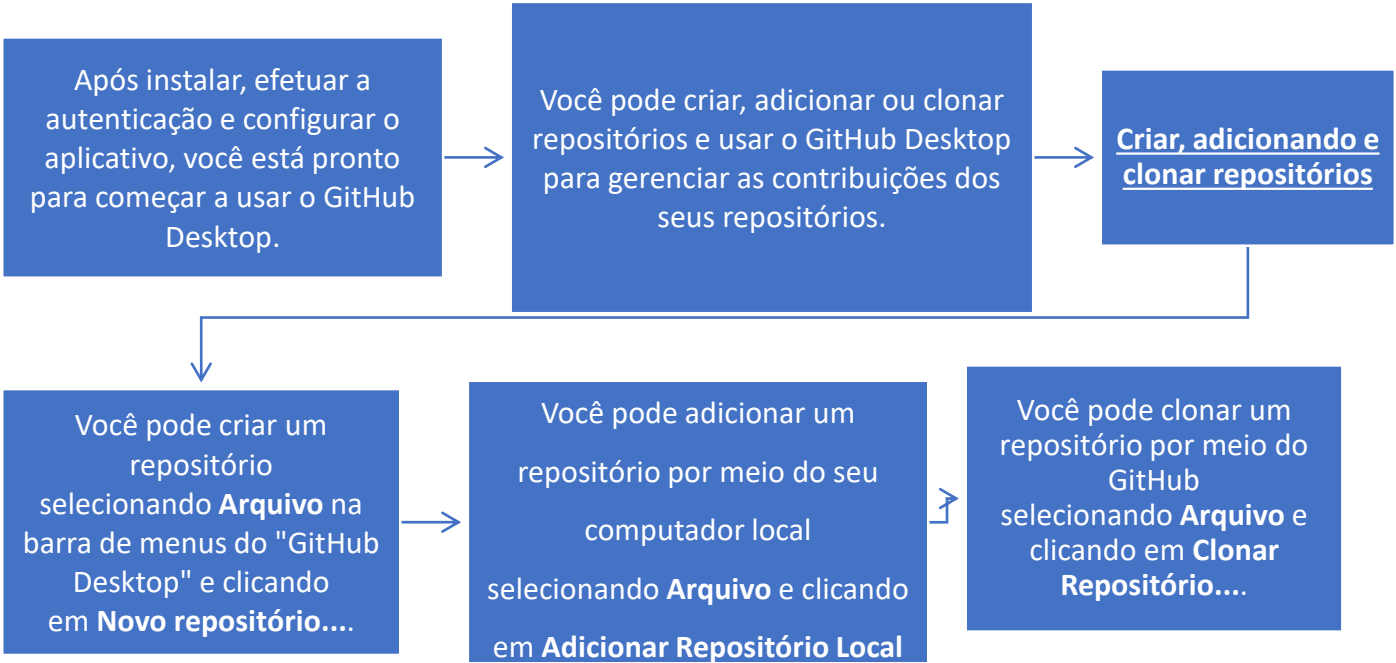 Após instalar, efetuar a
autenticação e configurar o
aplicativo, você está pronto
para começar a usar o GitHub
Desktop.
Você pode criar, adicionar ou clonar
repositórios e usar o GitHub Desktop
para gerenciar as contribuições dos
seus repositórios.
Criar, adicionando e
clonar repositórios
Você pode criar um
repositório
selecionando Arquivo na
barra de menus do "GitHub
Desktop" e clicando
em Novo repositório....
Você pode adicionar um
repositório por meio do seu
computador local
selecionando Arquivo e clicando
em Adicionar Repositório Local
Você pode clonar um
repositório por meio do
GitHub
selecionando Arquivo e
clicando em Clonar
Repositório....